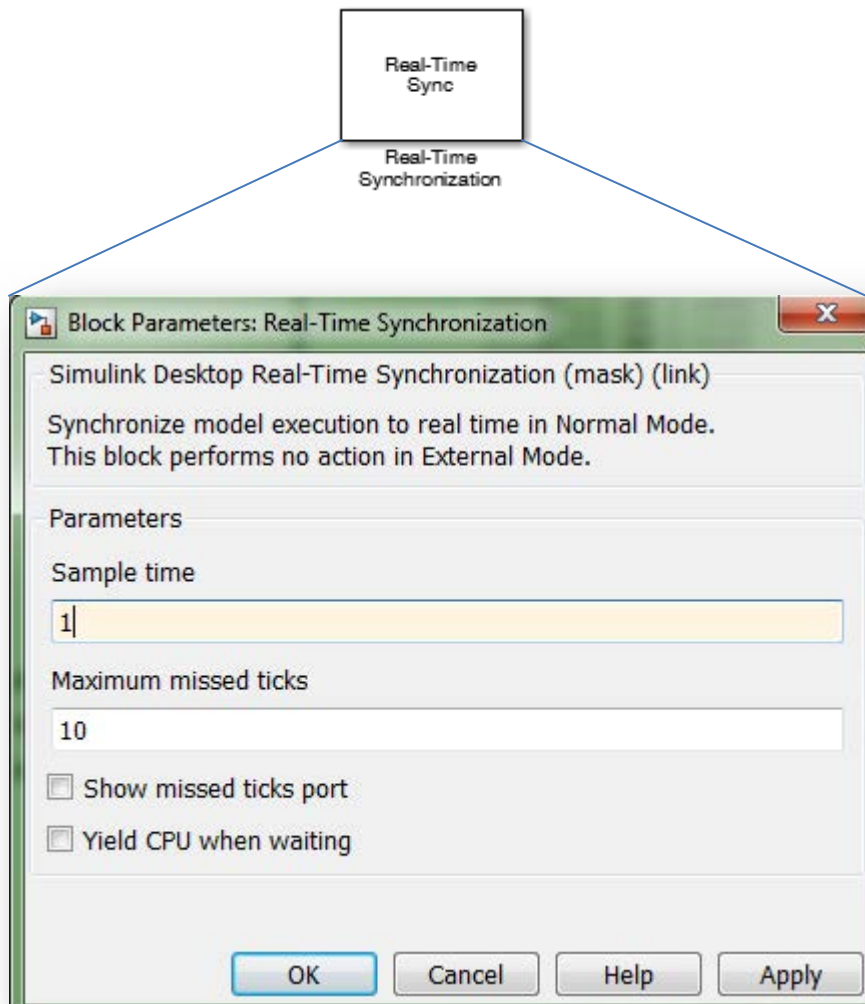 Real-Time
Sync
Real-Time
Synchronization
Block Parameters: Real-Time Synchronization
X
Simulink Desktop Real-Time Synchronization (mask) (link)
Synchronize model execution to real time in Normal Mode.
This block performs no action in External Mode.
Parameters
Sample time
1
Maximum missed ticks
10
Show missed ticks port
Yield CPU when waiting
OK Cancel Help Apply